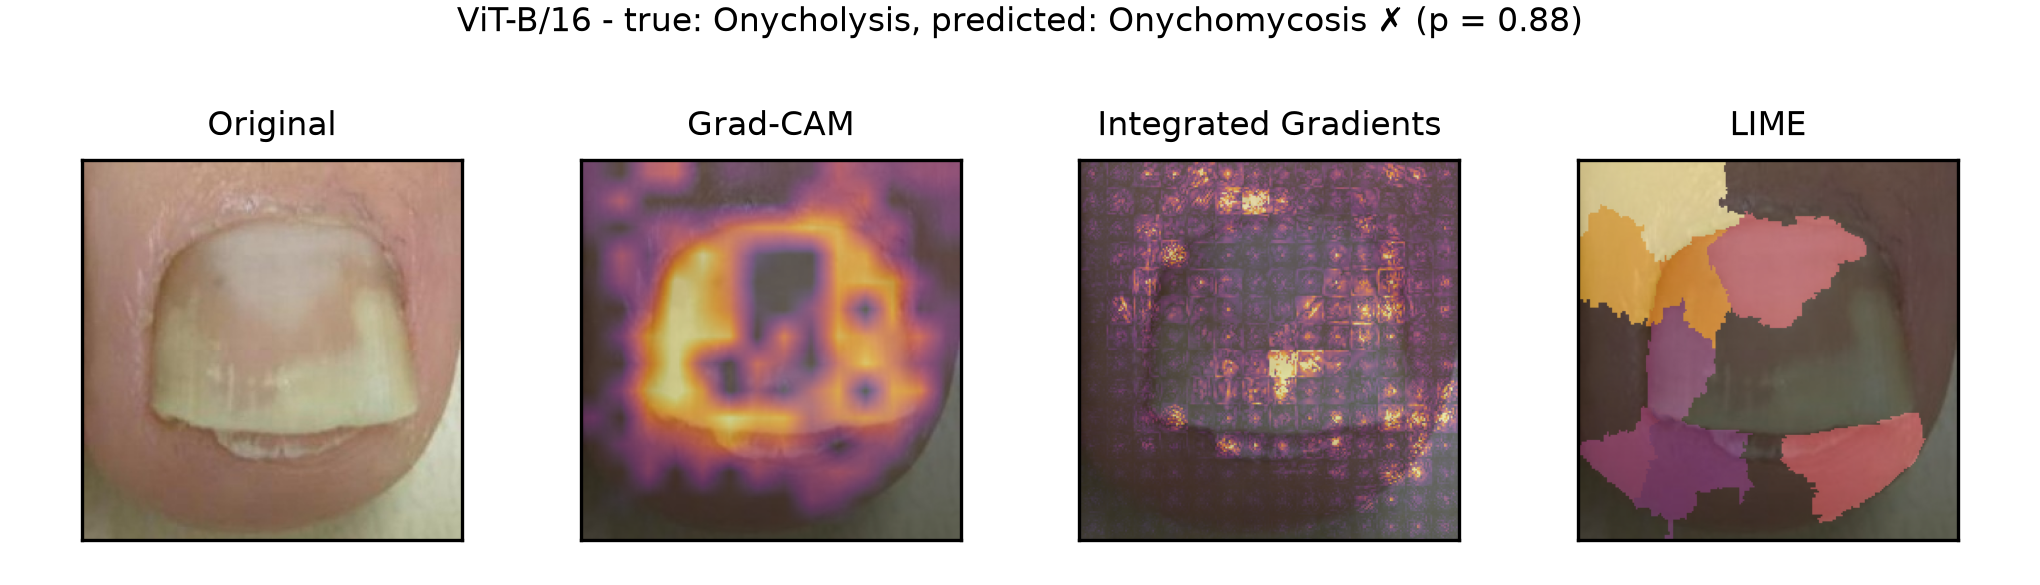 ViT-B/16 - true: Onycholysis, predicted: Onychomycosis ✗ (p = 0.88)
Original
Grad-CAM
Integrated Gradients
LIME